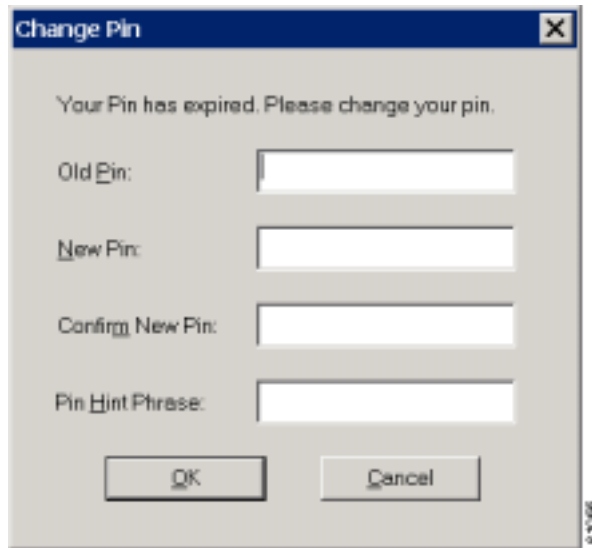 Change Pin
Your Pin has expired. Please change your pin.
Old Pin:
New Pin:
Confirm New Pin:
Pin Hint Phrase:
OK
Cancel